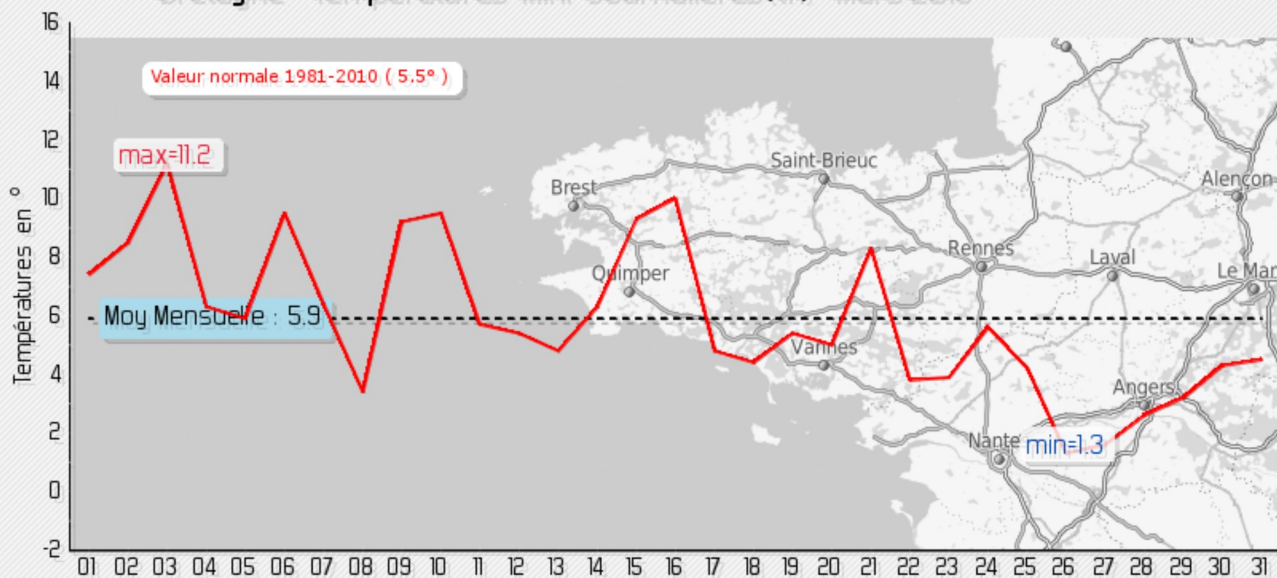 16
Valeur normale 1981-2010 ( 5.5° )
14
12
max=11.2
Saint-Brieuc
Brest
Alençon
10
8
Rennes
Laval
Quimper
Le Man
Moy Mensuelle : 5.9
6
Vannes
4
Angers
2
Nante
min=1.3
0
-2
Températures en °
01 02 03 04 05 06 07 08 09 10 11 12 13 14 15 16 17 18 19 20 21 22 23 24 25 26 27 28 29 30 31